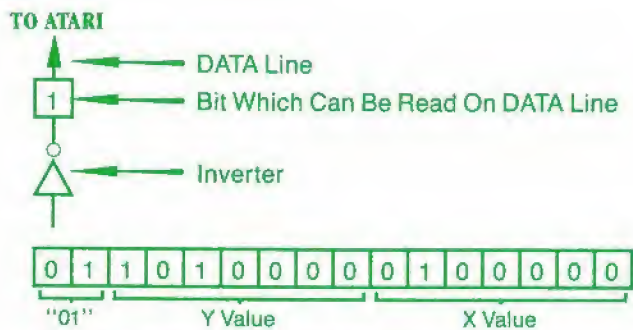 TO ATARI
DATA Line
1
Bit Which Can Be Read On DATA Line
Inverter
0 1 1 0 1 0 0 0 0 0 1 0 0 0 0 0
"01" Y Value X Value